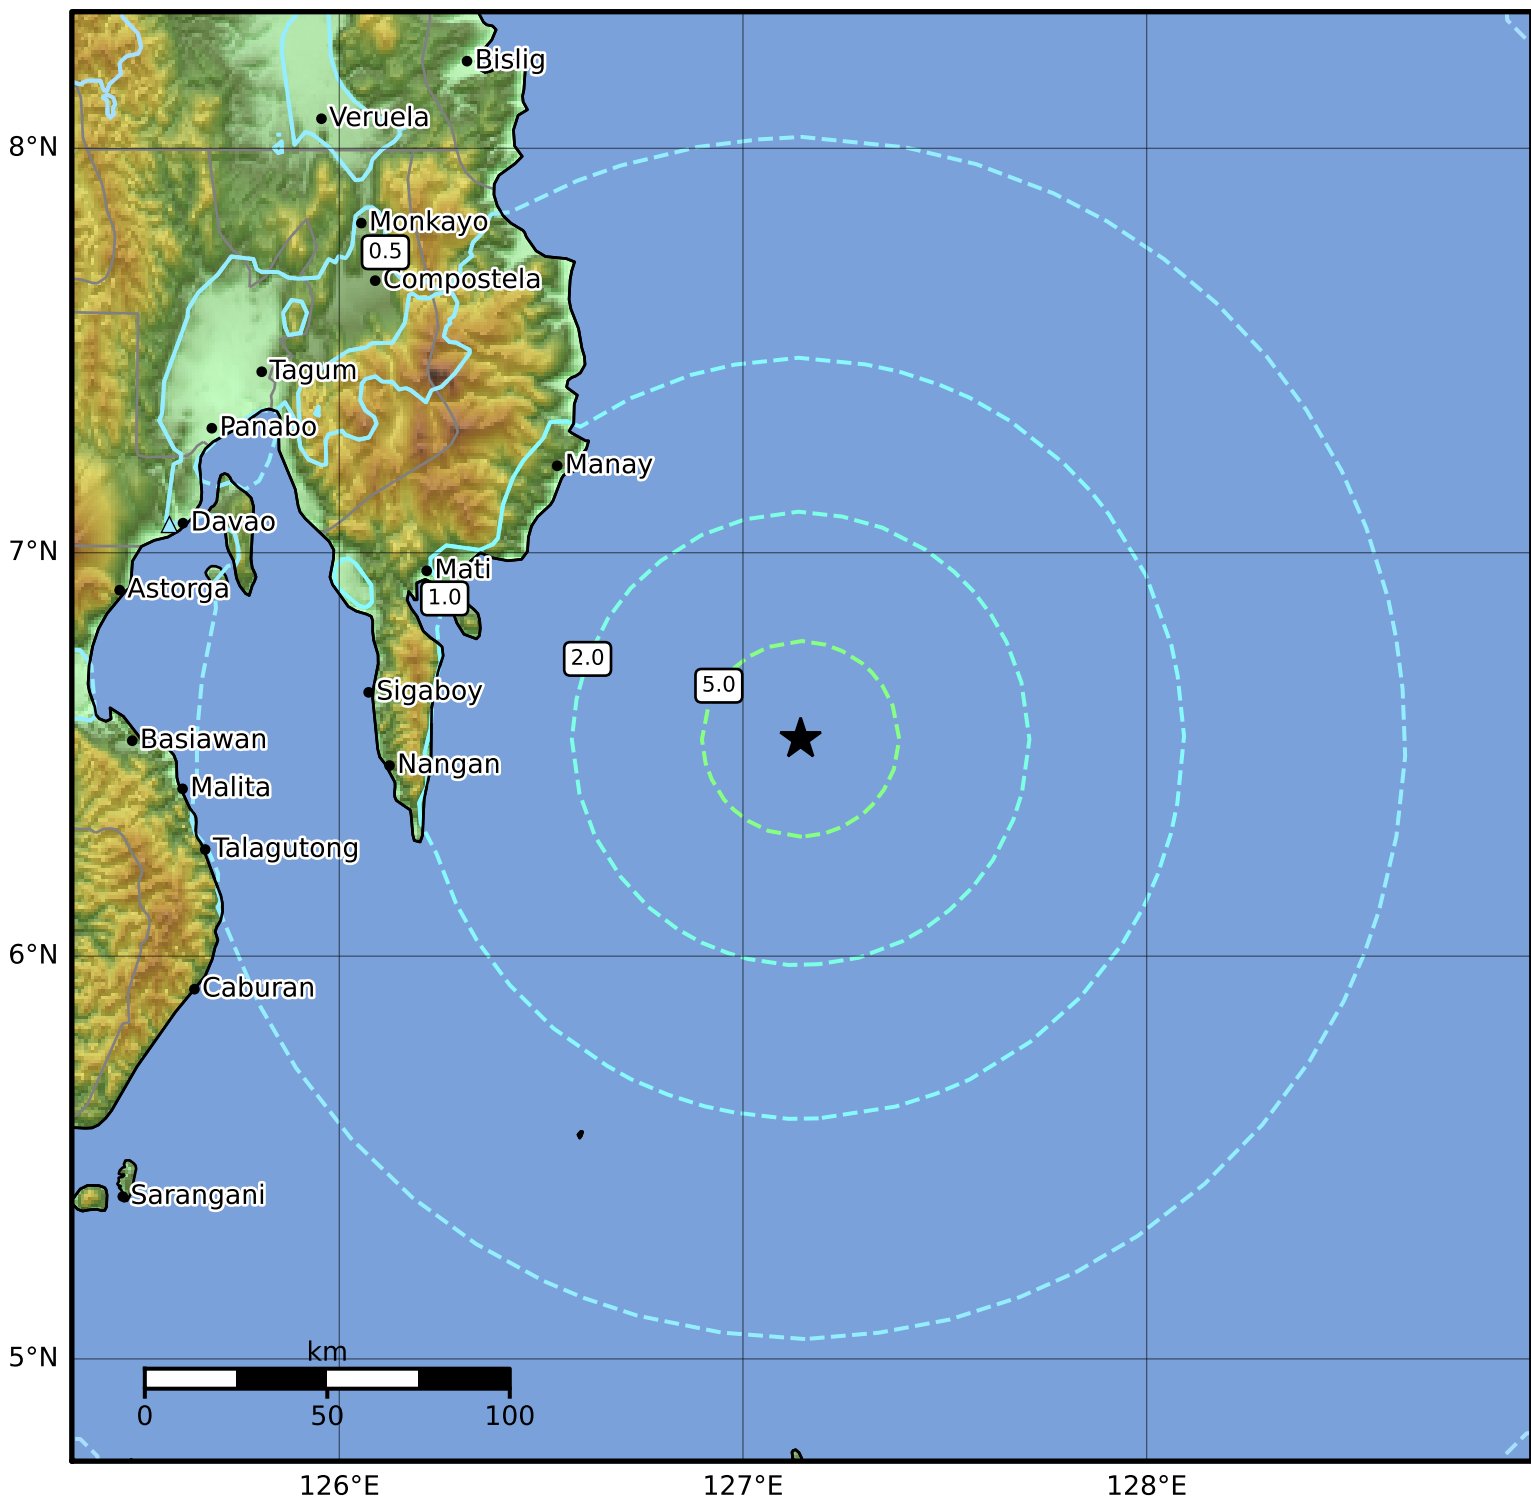 Bislig
Veruela
8°N
Monkayo
0.5
Compostela
Tagum
Panabo
Manay
Davao
7°N
Mati
Astorga
1.0
2.0
5.0
Sigaboy
Basiawan
Nangan
Malita
Talagutong
6°N
Caburan
Sarangani
km
5°N
0 50 100
126°E 127°E 128°E